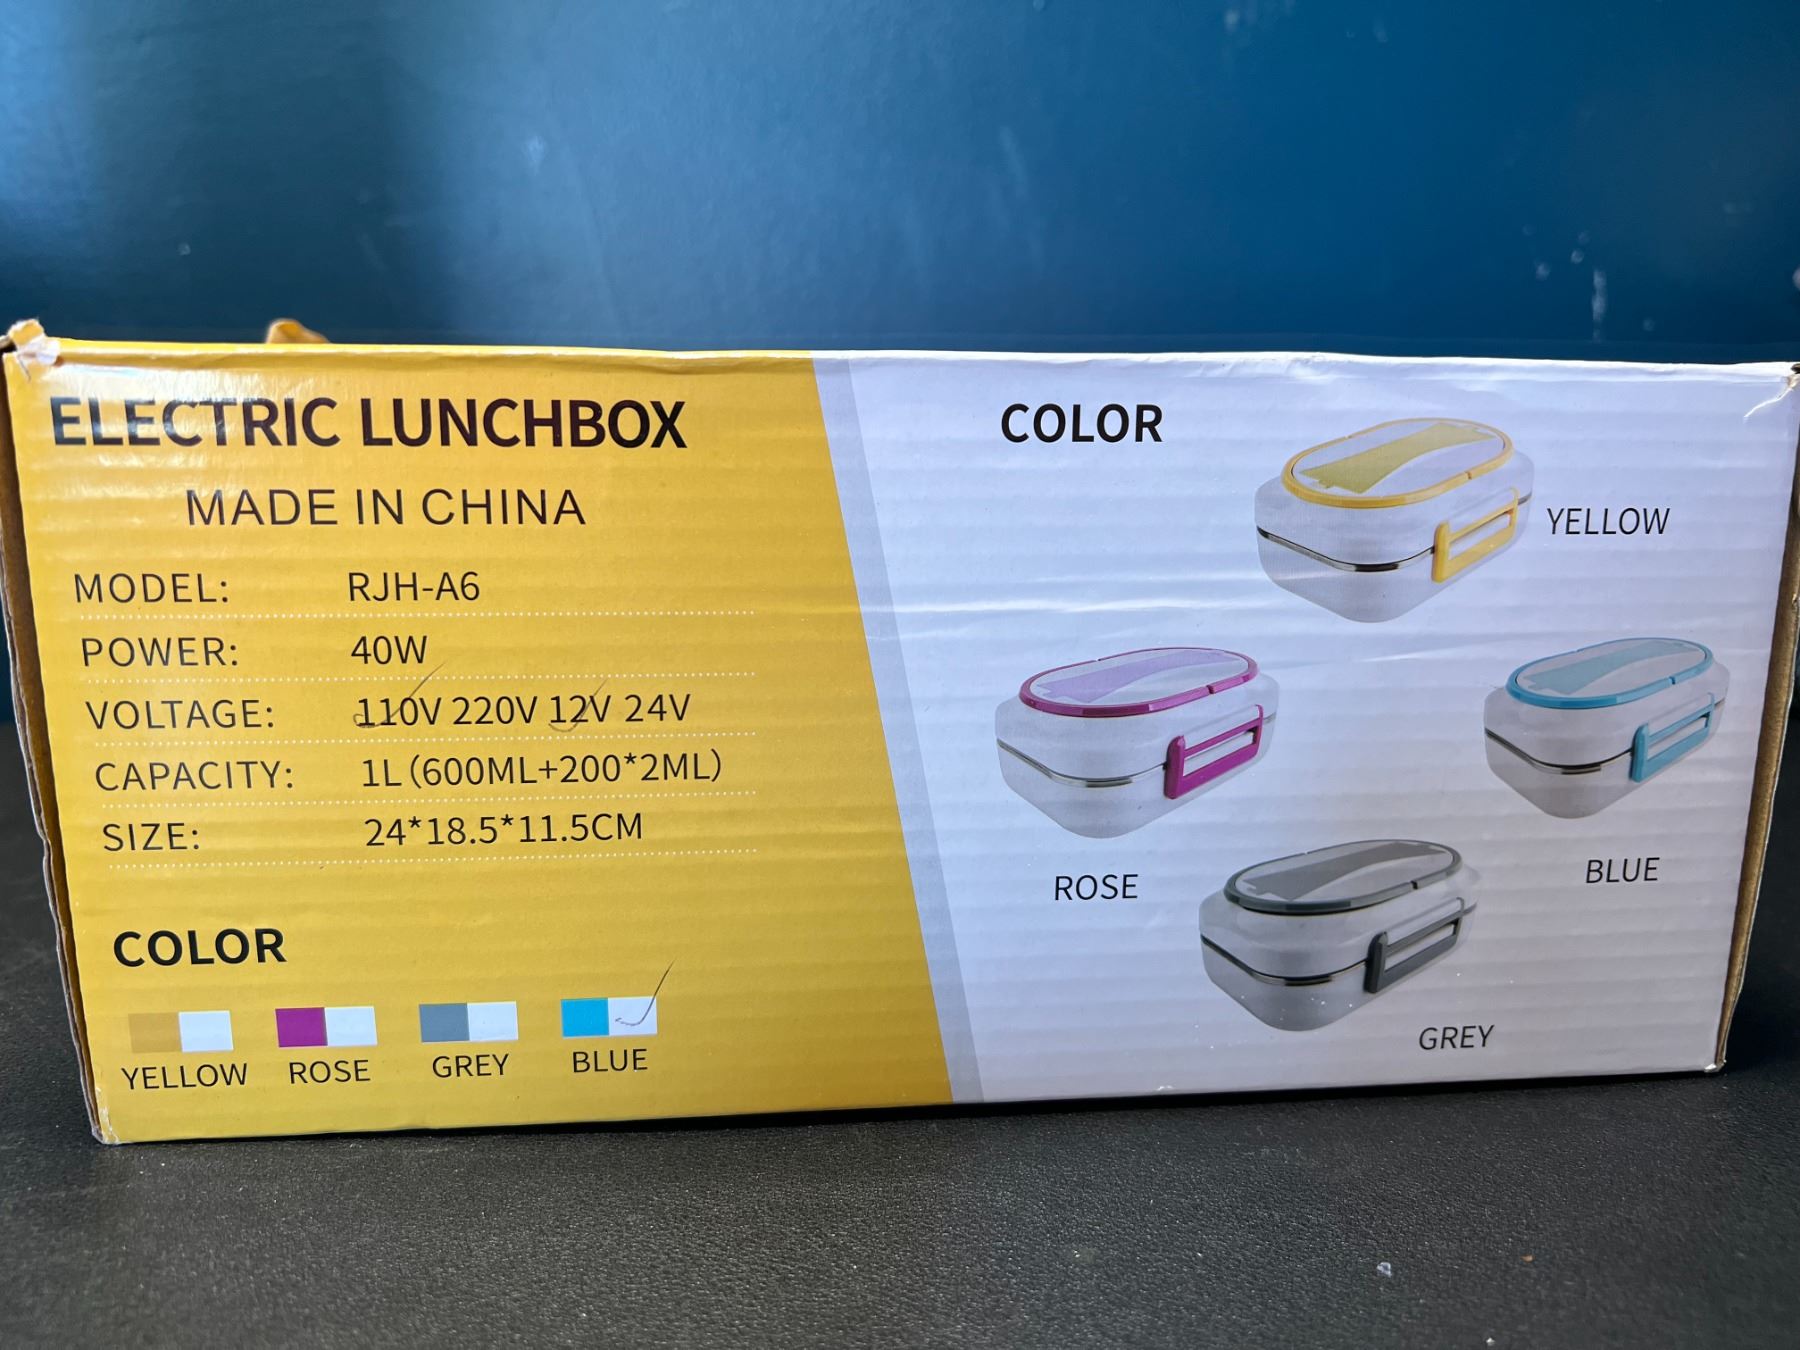 ELECTRIC LUNCHBOX
MADE IN CHINA
MODEL: RJH-A6
POWER: 40W
VOLTAGE: 110V 220V 12V 24V
CAPACITY: 1L(600ML+200*2ML)
SIZE: 24*18.5*11.5CM
COLOR
YELLOW ROSE GREY BLUE
COLOR
YELLOW
ROSE
BLUE
GREY